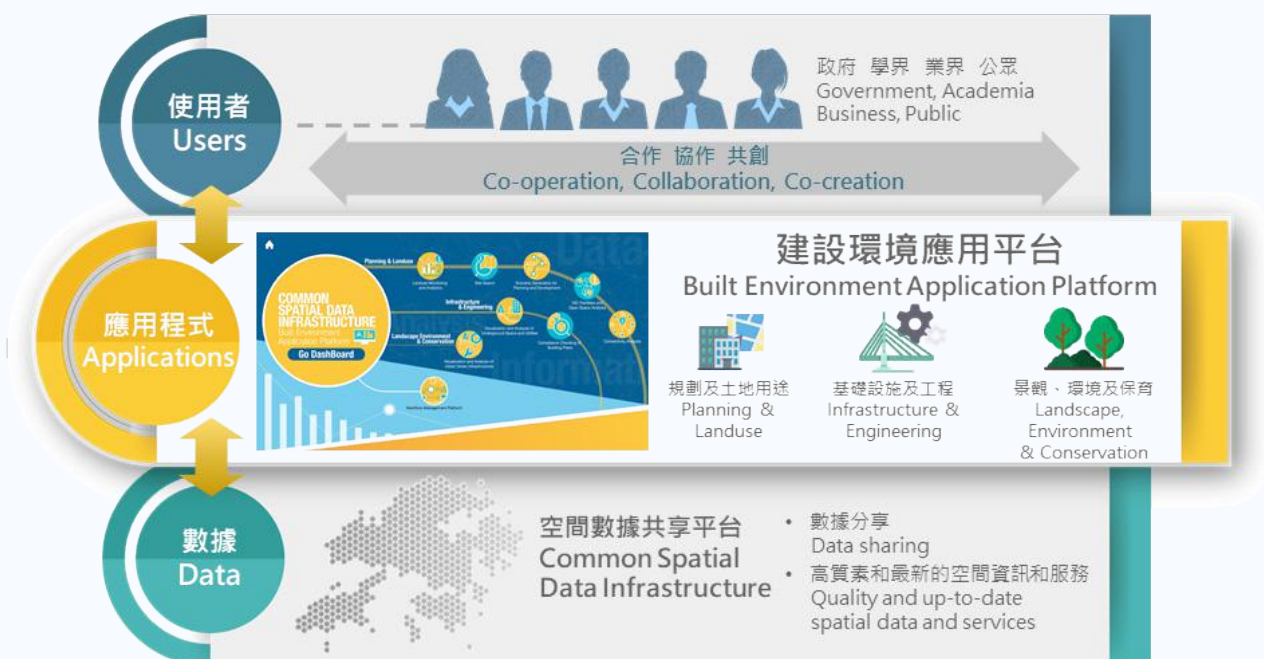 使用者
Users
政府 學界 業界 公眾
Government, Academia
Business, Public
合作 協作 共創
Co-operation, Collaboration, Co-creation
應用程式
Applications
COMMON
SPATIAL DATA
INFRASTRUCTURE
Built Environment
Application Platform
Go DashBoard
Planning & Landuse
Infrastructure
& Engineering
Landscape Environment
& Conservation
建設環境應用平台
Built Environment Application Platform
規劃及土地用途
Planning &
Landuse
基礎設施及工程
Infrastructure &
Engineering
景觀、環境及保育
Landscape,
Environment
& Conservation
數據
Data
空間數據共享平台
Common Spatial
Data Infrastructure
• 數據分享
Data sharing
• 高質素和最新的空間資訊和服務
Quality and up-to-date
spatial data and services